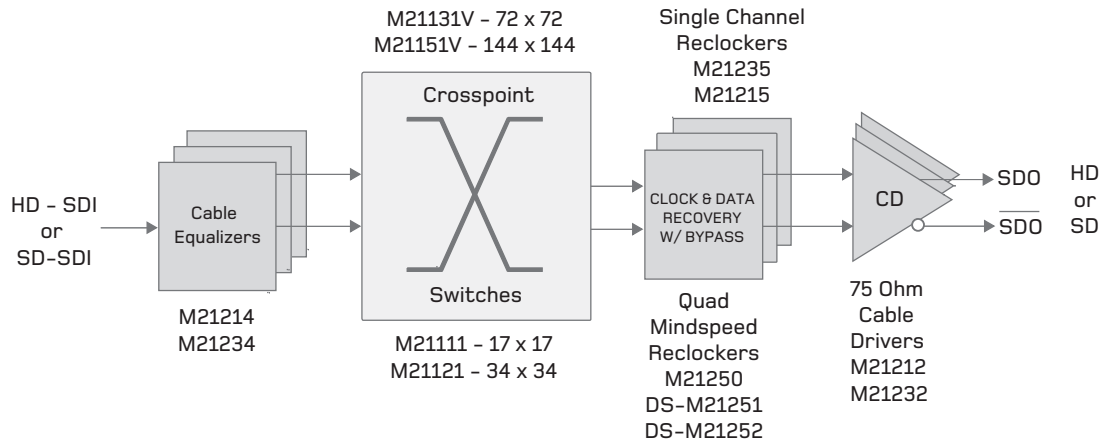 M21131V – 72 x 72
M21151V – 144 x 144
Single Channel
Reclockers
M21235
M21215
Crosspoint
Switches
HD – SDI
or
SD–SDI
Cable
Equalizers
M21214
M21234
M21111 – 17 x 17
M21121 – 34 x 34
CLOCK & DATA
RECOVERY
W/ BYPASS
Quad
Mindspeed
Reclockers
M21250
DS–M21251
DS–M21252
CD
75 Ohm
Cable
Drivers
M21212
M21232
SDO
SDO
HD
or
SD